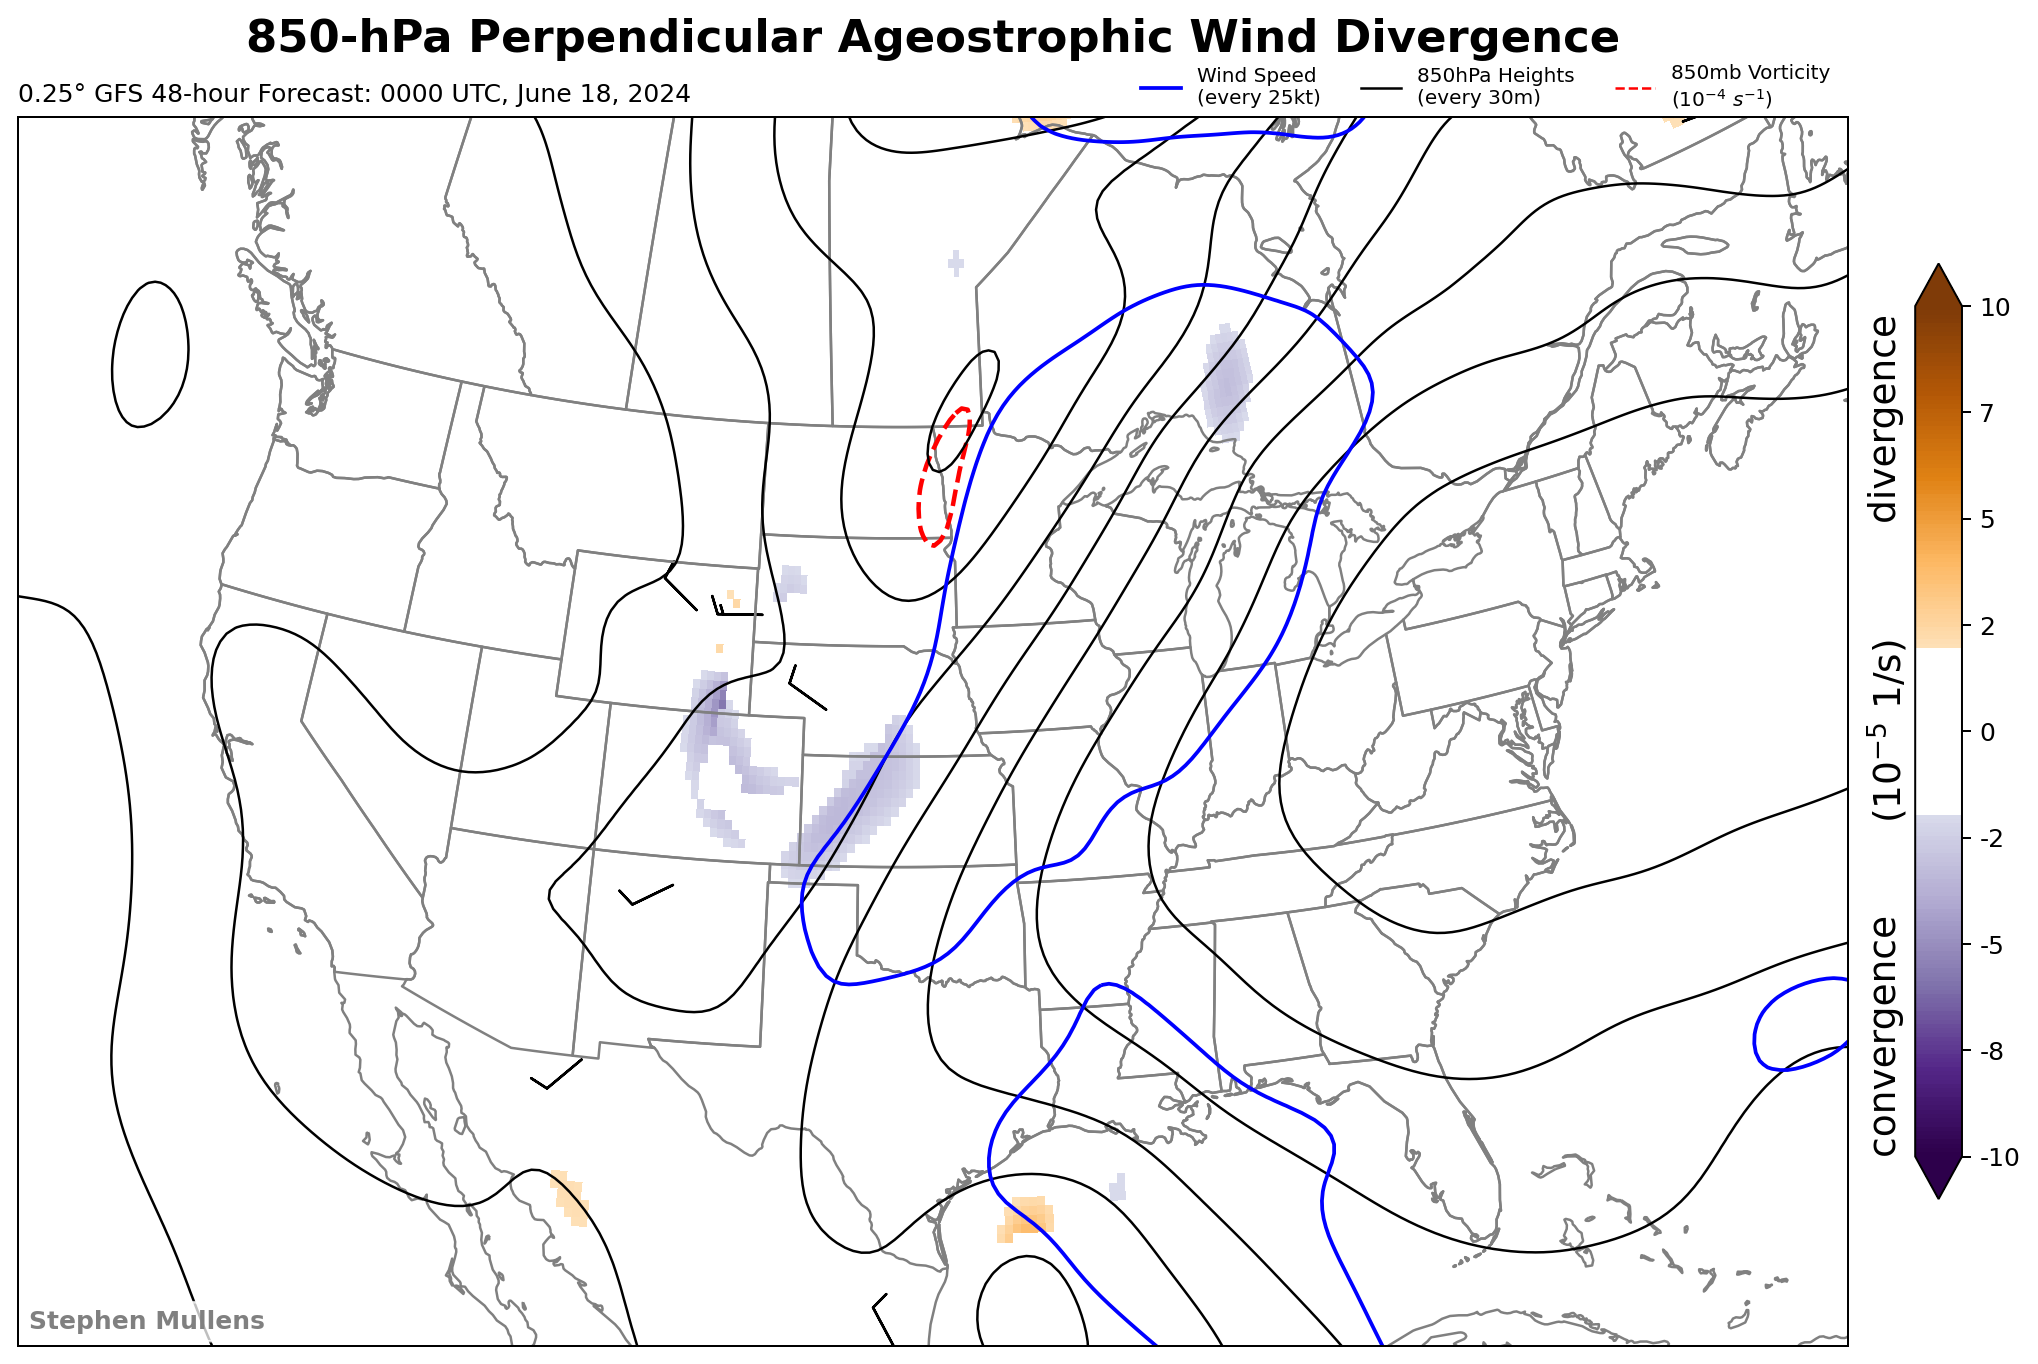 850-hPa Perpendicular Ageostrophic Wind Divergence
0.25° GFS 48-hour Forecast: 0000 UTC, June 18, 2024
Wind Speed
(every 25kt)
850hPa Heights
(every 30m)
850mb Vorticity
(10⁻⁴ s⁻¹)
10
7
5
2
0
-2
-5
-8
-10
convergence (10⁻⁵ 1/s) divergence
Stephen Mullens